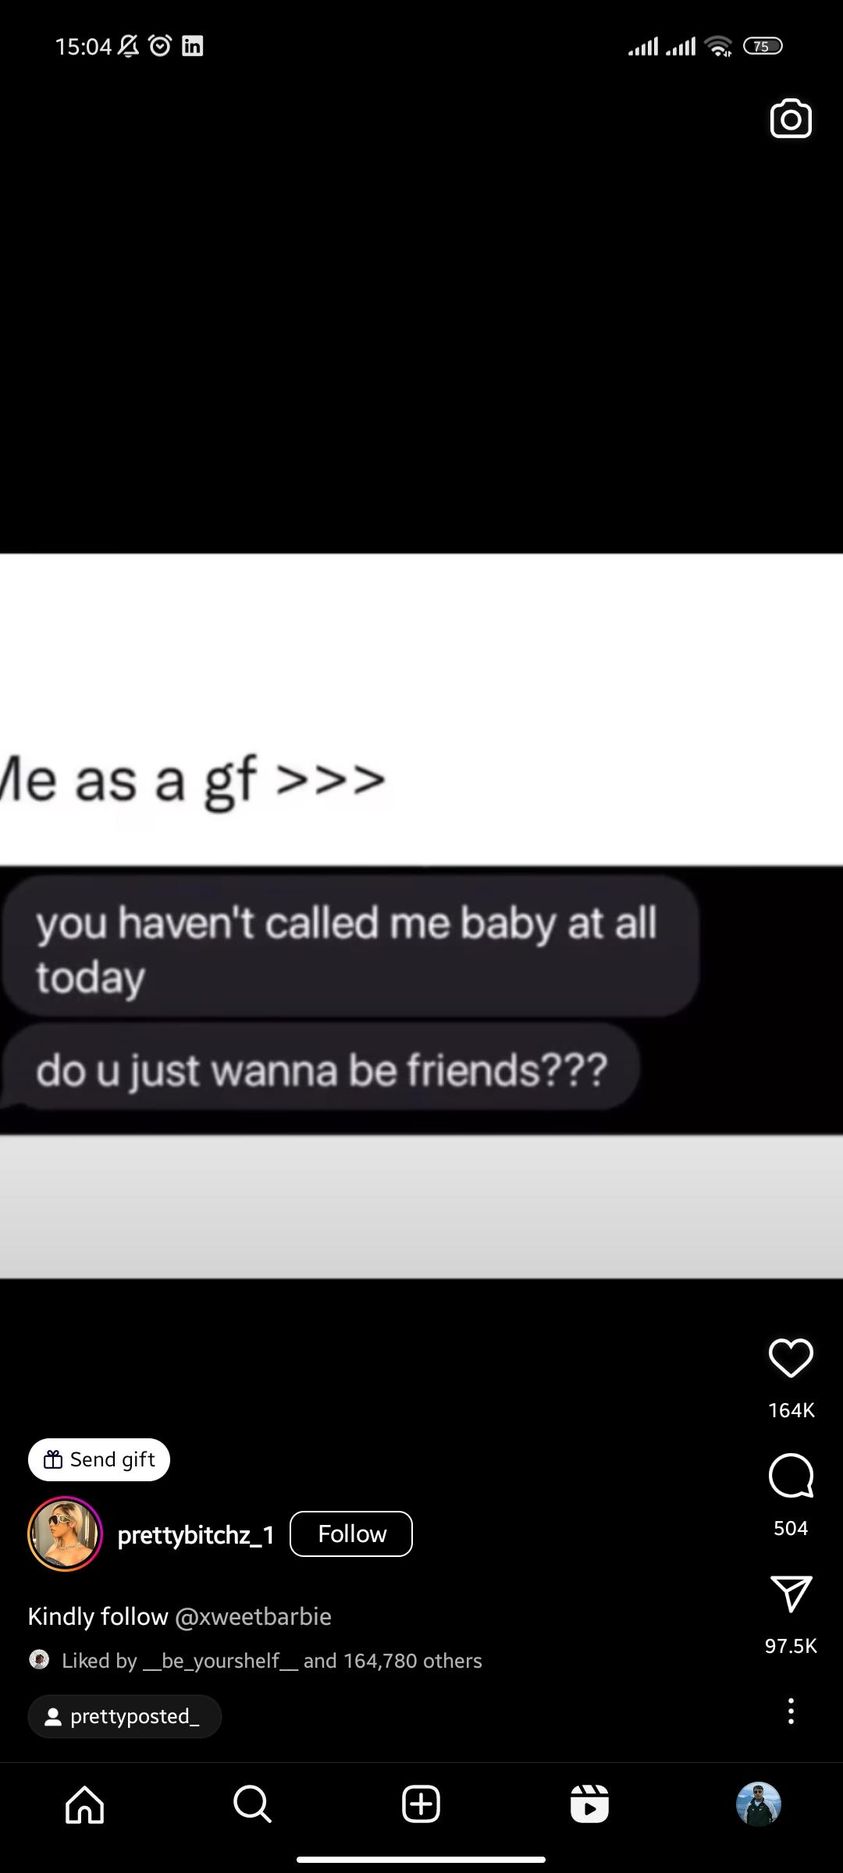 15:04
75
Me as a gf >>>
you haven't called me baby at all
today
do u just wanna be friends???
164K
Send gift
504
prettybitchz_1 Follow
Kindly follow @xweetbarbie
97.5K
Liked by __be_yourshelf__ and 164,780 others
prettyposted_